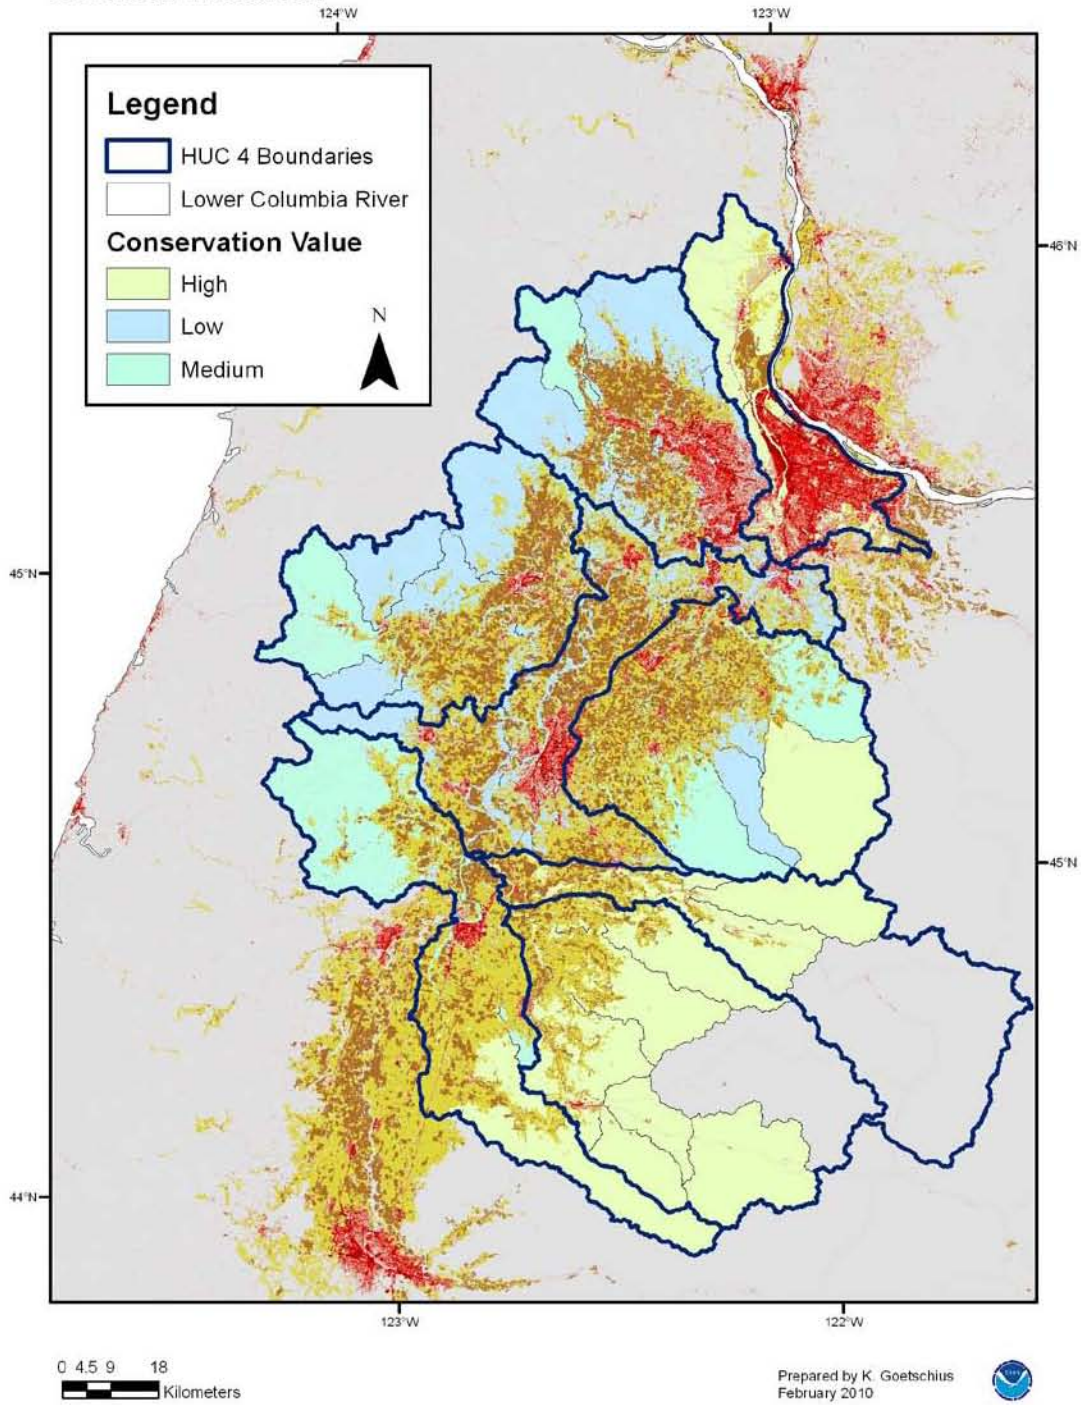 124°W
123°W
Legend
HUC 4 Boundaries
Lower Columbia River
Conservation Value
High
Low
Medium
N
46°N
45°N
45°N
44°N
123°W
122°W
0 4.5 9 18
Kilometers
Prepared by K. Goetschius
February 2010